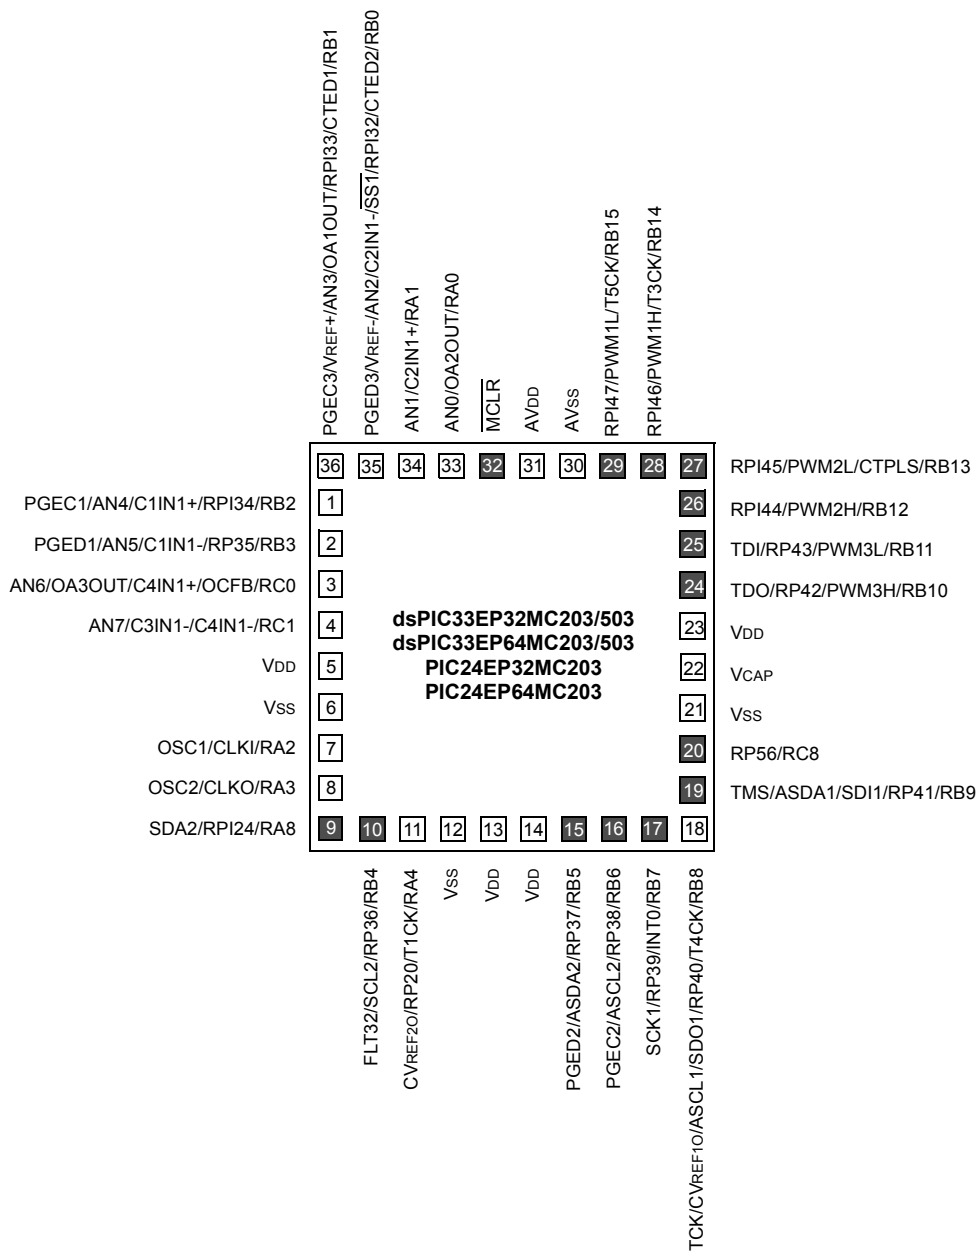 PGEC3/VREF+/AN3/OA1OUT/RPI33/CTED1/RB1
PGED3/VREF-/AN2/C2IN1-/SS1/RPI32/CTED2/RB0
AN1/C2IN1+/RA1
AN0/OA2OUT/RA0
MCLR
AVDD
AVSS
RPI47/PWM1L/T5CK/RB15
RPI46/PWM1H/T3CK/RB14
36 35 34 33 32 31 30 29 28 27
RPI45/PWM2L/CTPLS/RB13
PGEC1/AN4/C1IN1+/RPI34/RB2 1
26 RPI44/PWM2H/RB12
PGED1/AN5/C1IN1-/RP35/RB3 2
25 TDI/RP43/PWM3L/RB11
AN6/OA3OUT/C4IN1+/OCFB/RC0 3
24 TDO/RP42/PWM3H/RB10
AN7/C3IN1-/C4IN1-/RC1 4
23 VDD
dsPIC33EP32MC203/503
dsPIC33EP64MC203/503
PIC24EP32MC203
PIC24EP64MC203
VDD 5
22 VCAP
VSS 6
21 VSS
OSC1/CLKI/RA2 7
20 RP56/RC8
OSC2/CLKO/RA3 8
19 TMS/ASDA1/SDI1/RP41/RB9
SDA2/RPI24/RA8
9 10 11 12 13 14 15 16 17 18
FLT32/SCL2/RP36/RB4
CVREF2O/RP20/T1CK/RA4
VSS
VDD
VDD
PGED2/ASDA2/RP37/RB5
PGEC2/ASCL2/RP38/RB6
SCK1/RP39/INT0/RB7
TCK/CVREF1O/ASCL1/SDO1/RP40/T4CK/RB8